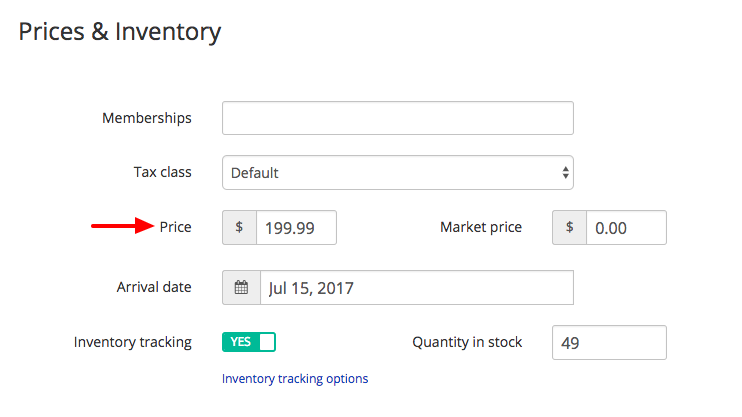 Prices & Inventory
Memberships
Tax class Default
Price $ 199.99 Market price $ 0.00
Arrival date Jul 15, 2017
Inventory tracking YES Quantity in stock 49
Inventory tracking options